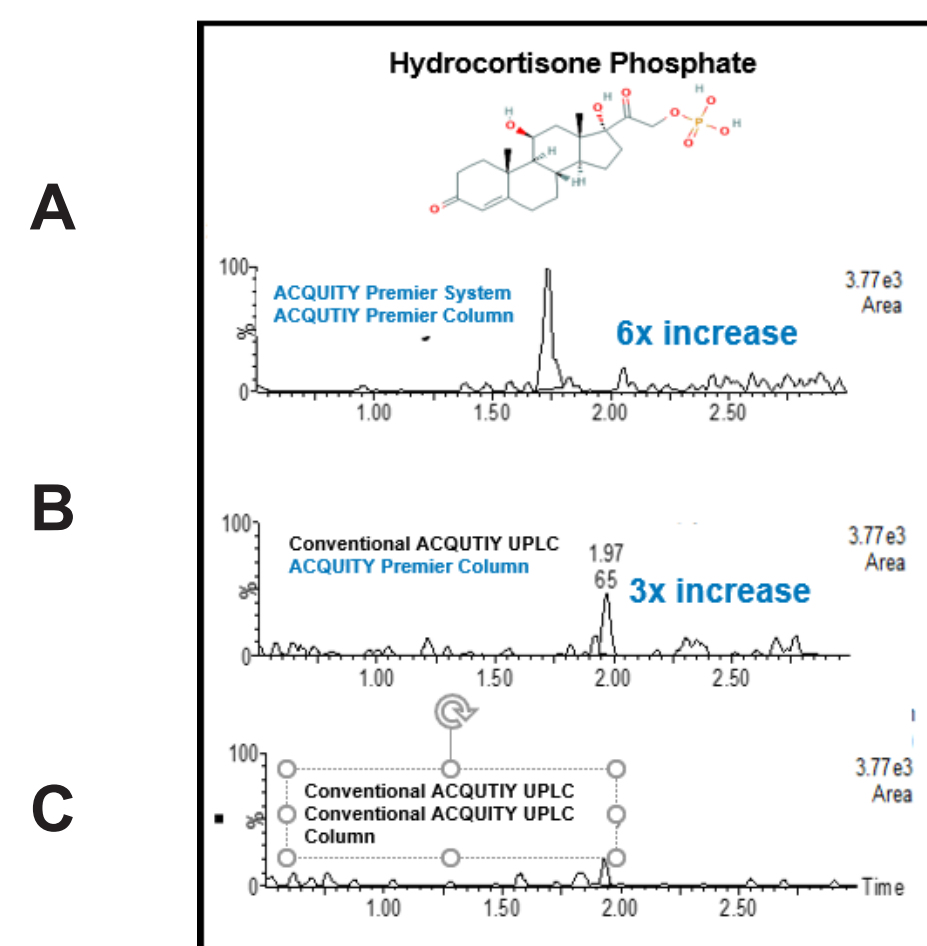 Hydrocortisone Phosphate
H
O
H
O
O
O
P
O
H
O
H
O
H
H
H
O
A
100
%
0
ACQUITY Premier System
ACQUTIY Premier Column
6x increase
3.77e3
Area
1.00
1.50
2.00
2.50
B
100
%
0
Conventional ACQUTIY UPLC
ACQUITY Premier Column
1.97
65
3x increase
3.77e3
Area
1.00
1.50
2.00
2.50
C
100
%
0
Conventional ACQUTIY UPLC
Conventional ACQUITY UPLC
Column
3.77e3
Area
Time
1.00
1.50
2.00
2.50